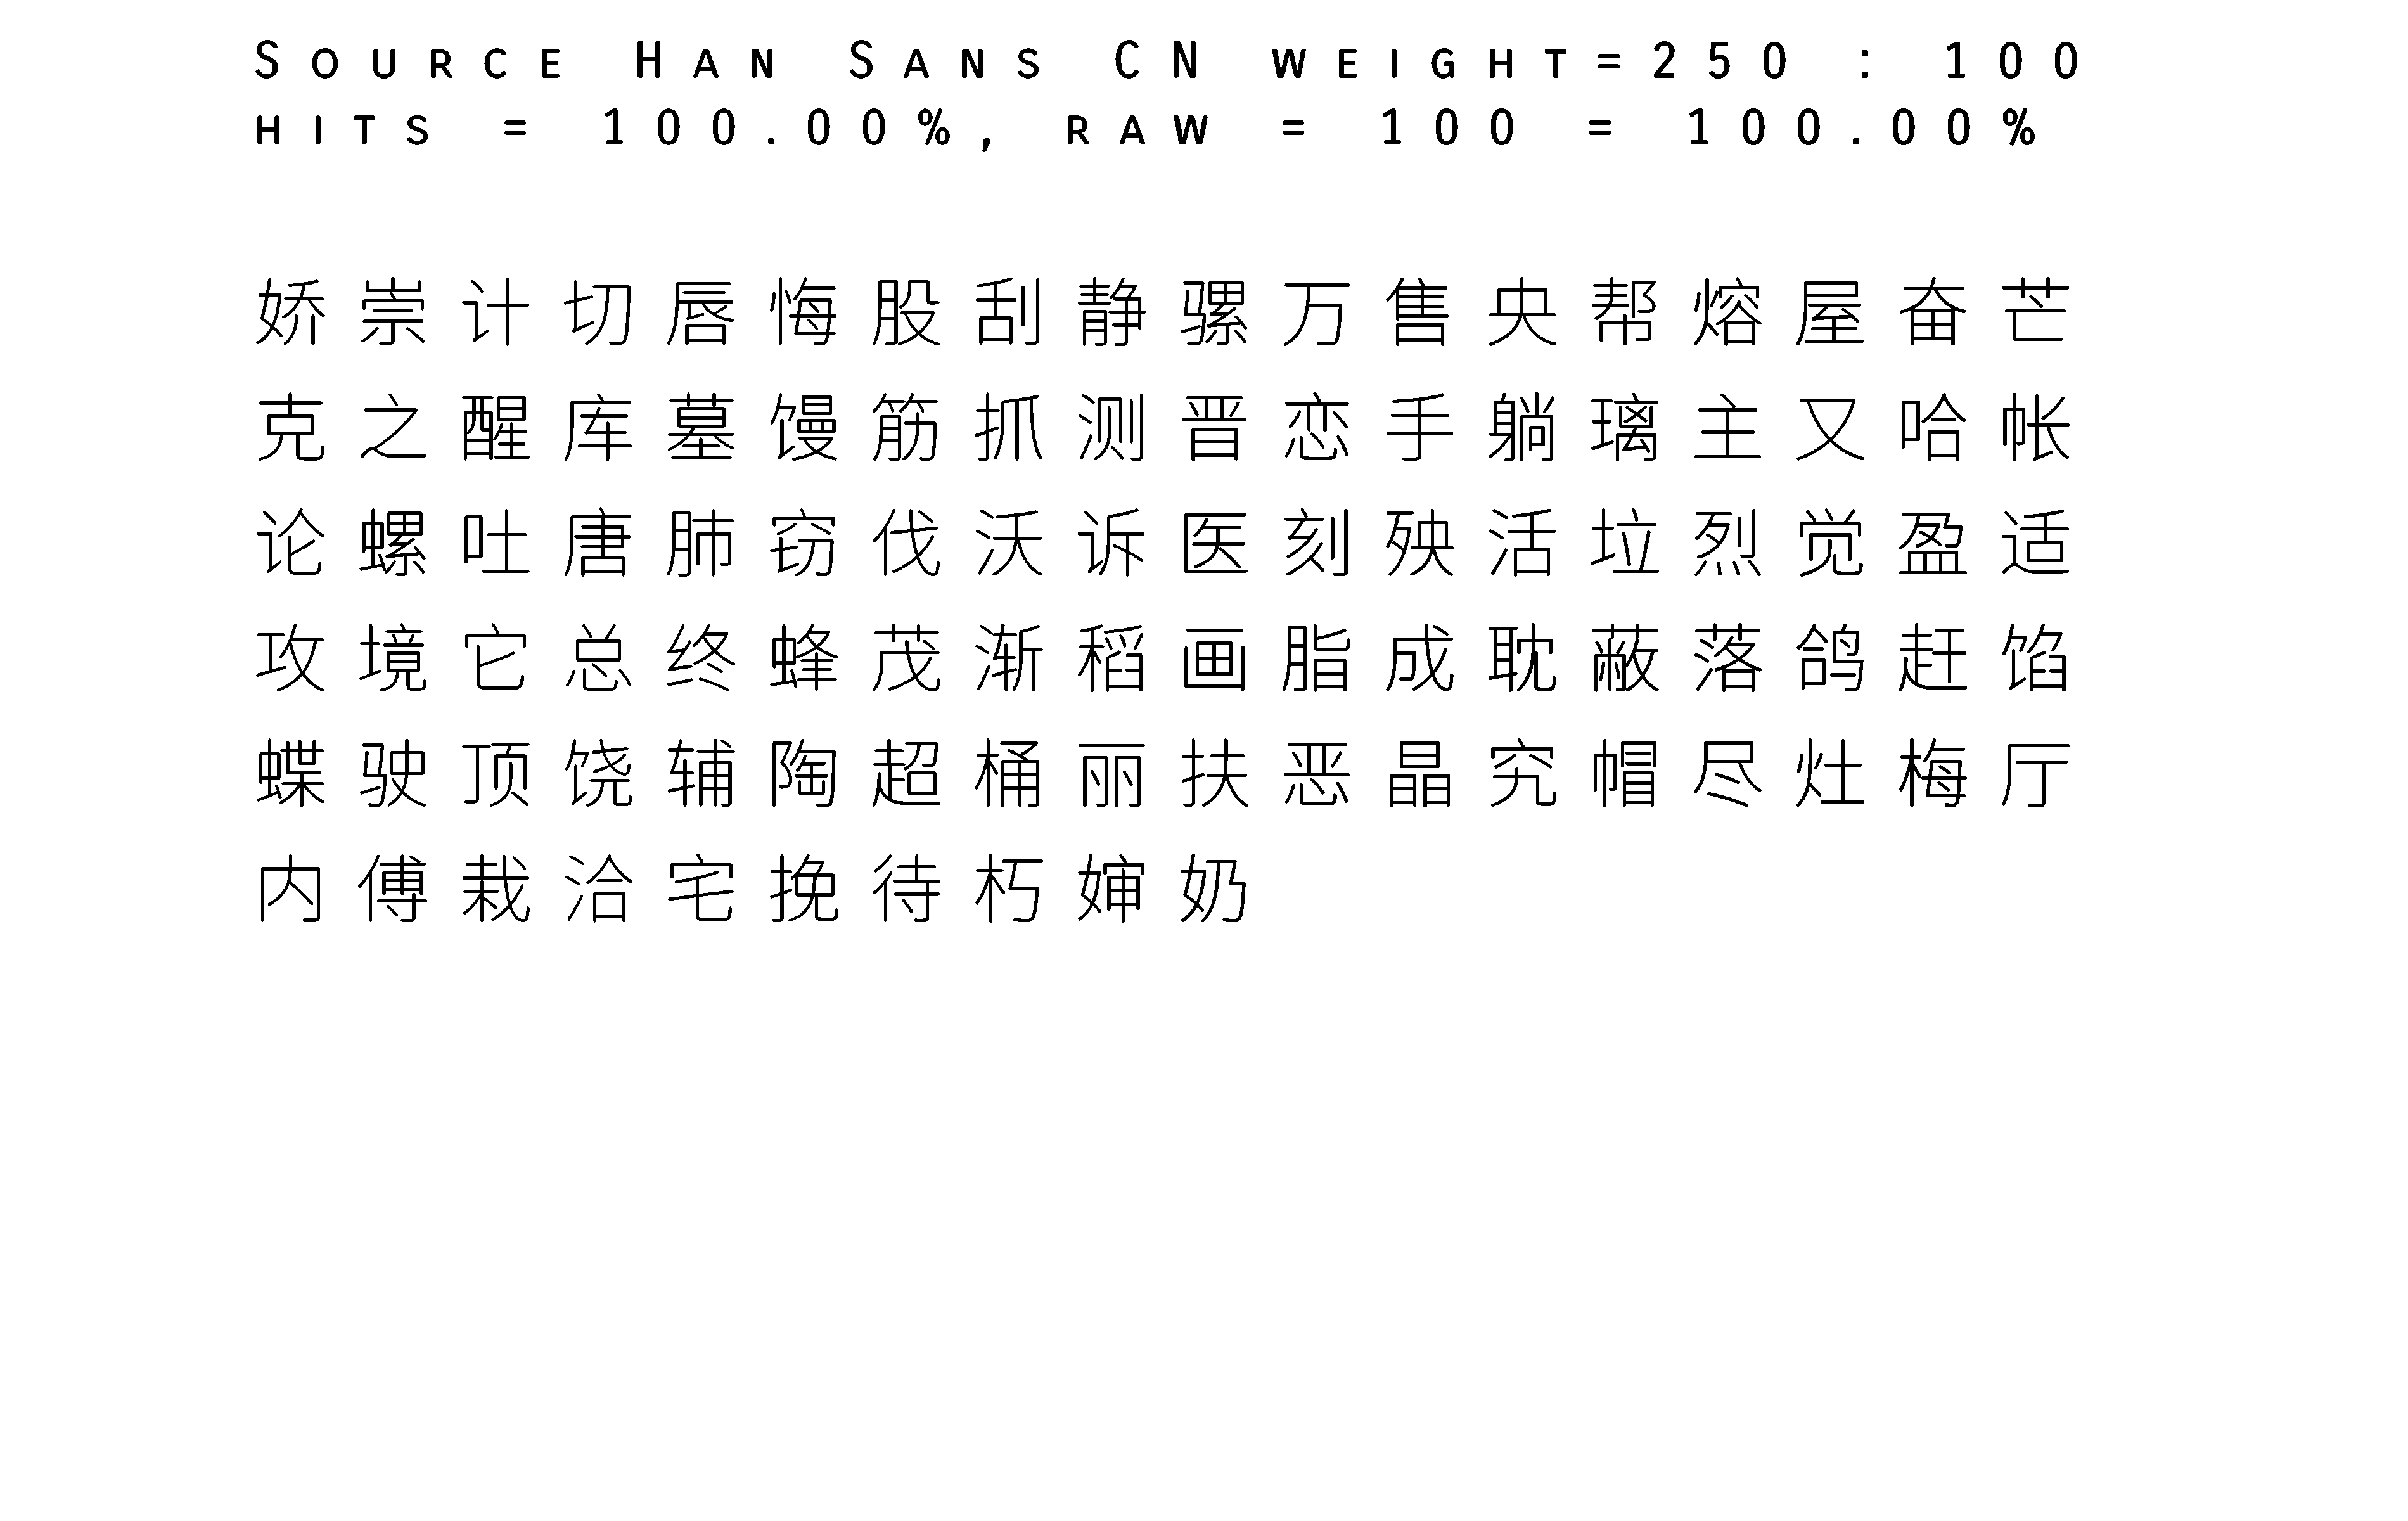 Source Han Sans CN weight=250 : 100
hits = 100.00%, raw = 100 = 100.00%
娇崇计切唇悔股刮静骡万售央帮熔屋奋芒
克之醒库墓馒筋抓测晋恋手躺璃主又哈帐
论螺吐唐肺窃伐沃诉医刻殃活垃烈觉盈适
攻境它总终蜂茂渐稻画脂成耽蔽落鸽赶馅
蝶驶顶饶辅陶超桶丽扶恶晶究帽尽灶梅厅
内傅栽洽宅挽待朽婶奶